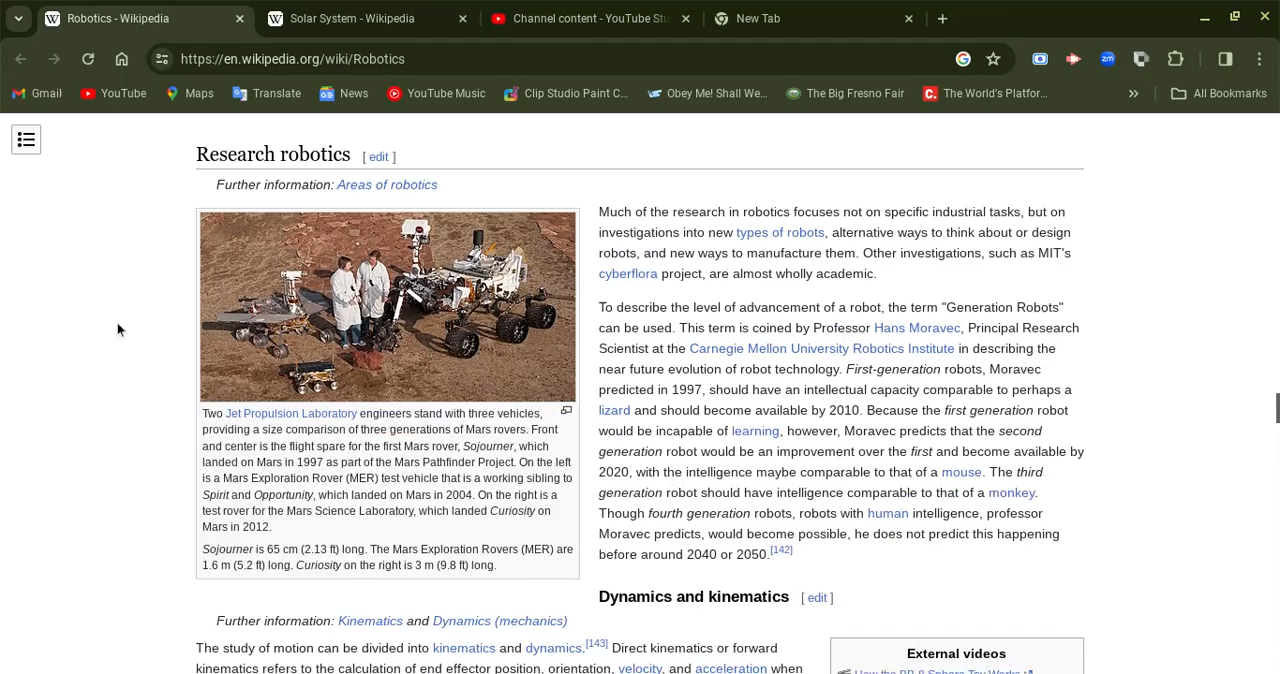 Robotics - Wikipedia
Solar System - Wikipedia
Channel content - YouTube Stu
New Tab
https://en.wikipedia.org/wiki/Robotics
Gmail
YouTube
Maps
Translate
News
YouTube Music
Clip Studio Paint C...
Obey Me! Shall We...
The Big Fresno Fair
The World's Platfor...
All Bookmarks
Research robotics [ edit ]
Further information: Areas of robotics
Two Jet Propulsion Laboratory engineers stand with three vehicles,
providing a size comparison of three generations of Mars rovers. Front
and center is the flight spare for the first Mars rover, Sojourner, which
landed on Mars in 1997 as part of the Mars Pathfinder Project. On the left
is a Mars Exploration Rover (MER) test vehicle that is a working sibling to
Spirit and Opportunity, which landed on Mars in 2004. On the right is a
test rover for the Mars Science Laboratory, which landed Curiosity on
Mars in 2012.
Sojourner is 65 cm (2.13 ft) long. The Mars Exploration Rovers (MER) are
1.6 m (5.2 ft) long. Curiosity on the right is 3 m (9.8 ft) long.
Much of the research in robotics focuses not on specific industrial tasks, but on
investigations into new types of robots, alternative ways to think about or design
robots, and new ways to manufacture them. Other investigations, such as MIT's
cyberflora project, are almost wholly academic.
To describe the level of advancement of a robot, the term "Generation Robots"
can be used. This term is coined by Professor Hans Moravec, Principal Research
Scientist at the Carnegie Mellon University Robotics Institute in describing the
near future evolution of robot technology. First-generation robots, Moravec
predicted in 1997, should have an intellectual capacity comparable to perhaps a
lizard and should become available by 2010. Because the first generation robot
would be incapable of learning, however, Moravec predicts that the second
generation robot would be an improvement over the first and become available by
2020, with the intelligence maybe comparable to that of a mouse. The third
generation robot should have intelligence comparable to that of a monkey.
Though fourth generation robots, robots with human intelligence, professor
Moravec predicts, would become possible, he does not predict this happening
before around 2040 or 2050.[142]
Dynamics and kinematics [ edit ]
Further information: Kinematics and Dynamics (mechanics)
The study of motion can be divided into kinematics and dynamics.[143] Direct kinematics or forward
kinematics refers to the calculation of end effector position, orientation, velocity, and acceleration when
External videos
How the BB-8 Sphero Toy Works